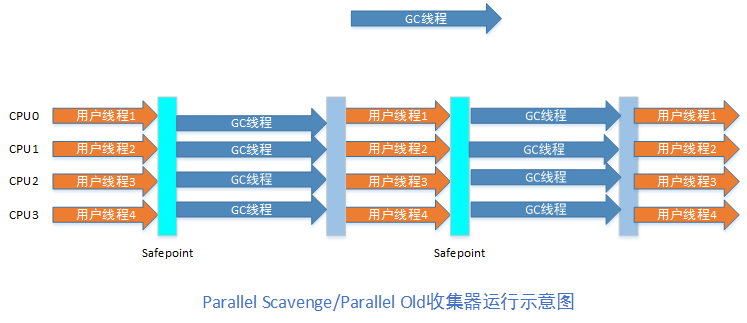 GC线程
CPU0 用户线程1 GC线程 用户线程1 GC线程 用户线程1
CPU1 用户线程2 GC线程 用户线程2 GC线程 用户线程2
CPU2 用户线程3 GC线程 用户线程3 GC线程 用户线程3
CPU3 用户线程4 GC线程 用户线程4 GC线程 用户线程4
Safepoint Safepoint
Parallel Scavenge/Parallel Old收集器运行示意图